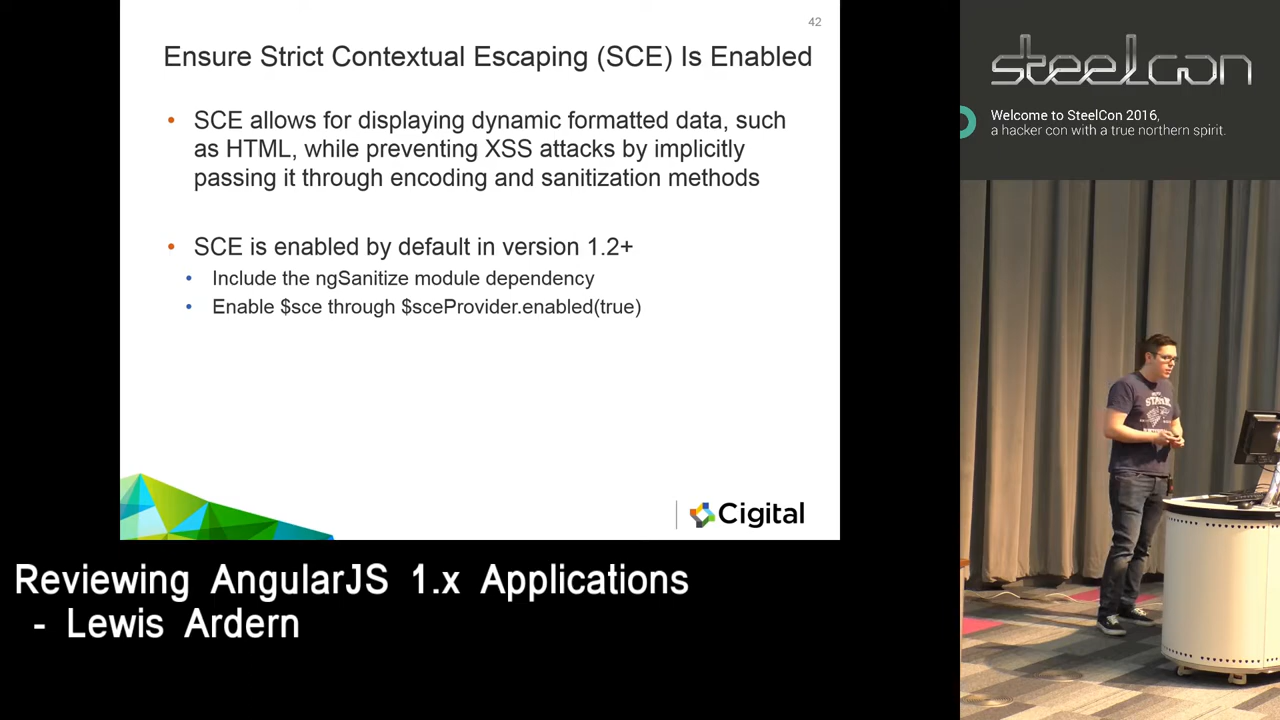 42
Ensure Strict Contextual Escaping (SCE) Is Enabled
• SCE allows for displaying dynamic formatted data, such
as HTML, while preventing XSS attacks by implicitly
passing it through encoding and sanitization methods
• SCE is enabled by default in version 1.2+
• Include the ngSanitize module dependency
• Enable $sce through $sceProvider.enabled(true)
Cigital
Reviewing AngularJS 1.x Applications
- Lewis Ardern
steelcon
Welcome to SteelCon 2016,
a hacker con with a true northern spirit.
STARK